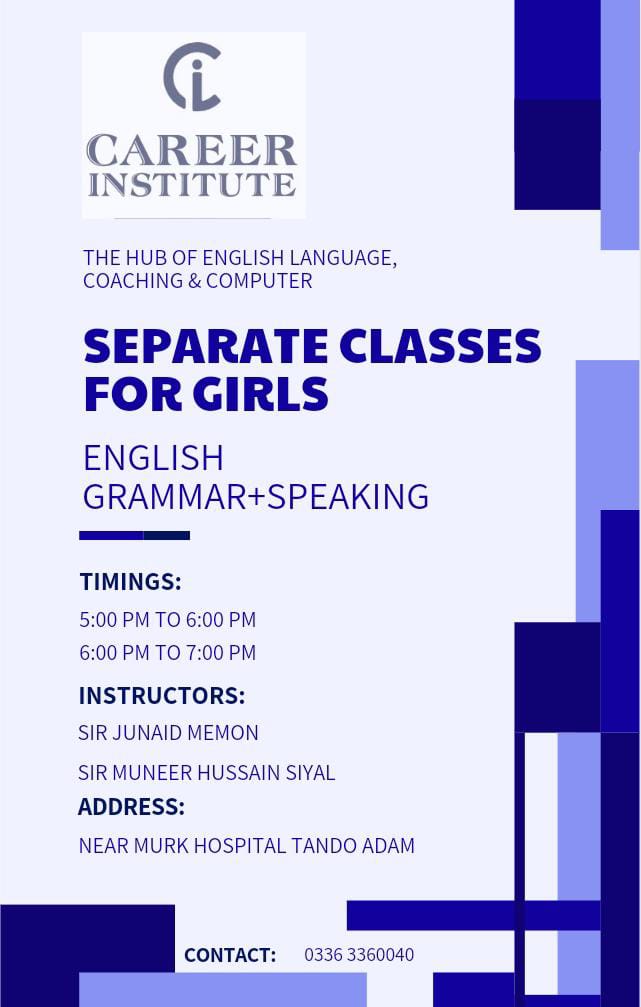 CAREER
INSTITUTE
THE HUB OF ENGLISH LANGUAGE,
COACHING & COMPUTER
SEPARATE CLASSES
FOR GIRLS
ENGLISH
GRAMMAR+SPEAKING
TIMINGS:
5:00 PM TO 6:00 PM
6:00 PM TO 7:00 PM
INSTRUCTORS:
SIR JUNAID MEMON
SIR MUNEER HUSSAIN SIYAL
ADDRESS:
NEAR MURK HOSPITAL TANDO ADAM
CONTACT: 0336 3360040